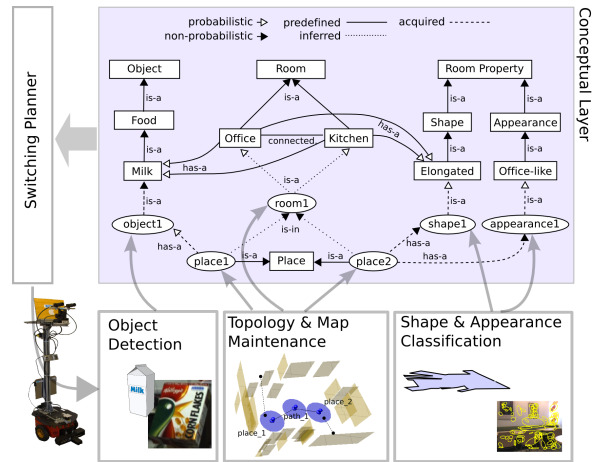 probabilistic
predefined
acquired
non-probabilistic
inferred
Conceptual Layer
Switching Planner
Object
Room
Room Property
is-a
is-a
is-a
is-a
Food
Shape
Appearance
Office
connected
Kitchen
has-a
is-a
is-a
is-a
Milk
has-a
Elongated
Office-like
is-a
is-a
is-a
is-a
room1
object1
shape1
appearance1
is-in
has-a
has-a
place1
is-a
Place
is-a
place2
has-a
Object
Detection
Topology & Map
Maintenance
Shape & Appearance
Classification
Milk
CORN FLAKES
place_2
path_1
place_1